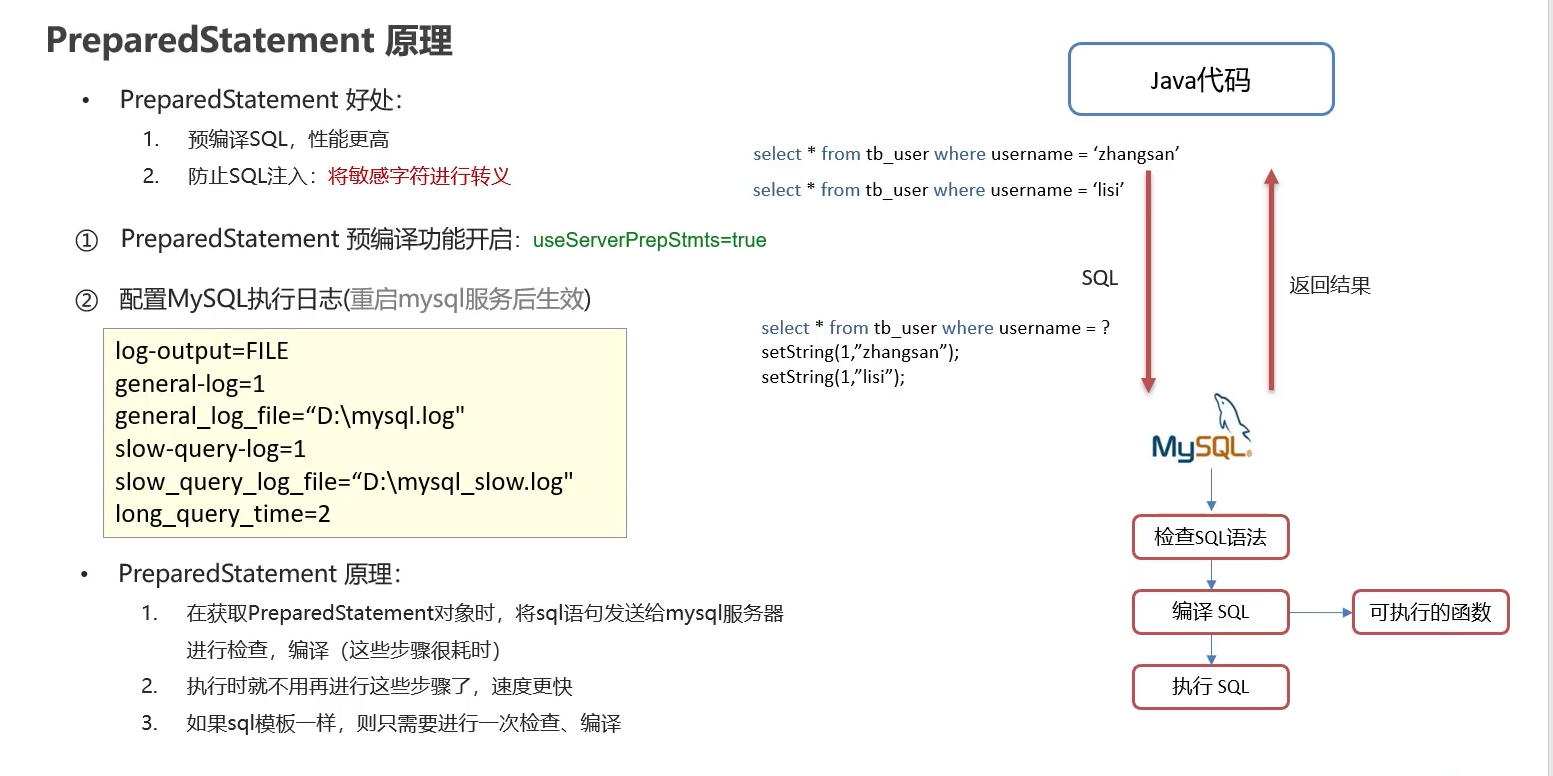 PreparedStatement 原理
• PreparedStatement 好处：
1. 预编译SQL，性能更高
2. 防止SQL注入：将敏感字符进行转义
① PreparedStatement 预编译功能开启：useServerPrepStmts=true
② 配置MySQL执行日志(重启mysql服务后生效)
log-output=FILE
general-log=1
general_log_file=“D:\mysql.log"
slow-query-log=1
slow_query_log_file=“D:\mysql_slow.log"
long_query_time=2
• PreparedStatement 原理：
1. 在获取PreparedStatement对象时，将sql语句发送给mysql服务器
进行检查，编译（这些步骤很耗时）
2. 执行时就不用再进行这些步骤了，速度更快
3. 如果sql模板一样，则只需要进行一次检查、编译
Java代码
select * from tb_user where username = ‘zhangsan’
select * from tb_user where username = ‘lisi’
SQL
返回结果
select * from tb_user where username = ?
setString(1,”zhangsan”);
setString(1,”lisi”);
MySQL®
检查SQL语法
编译 SQL
可执行的函数
执行 SQL